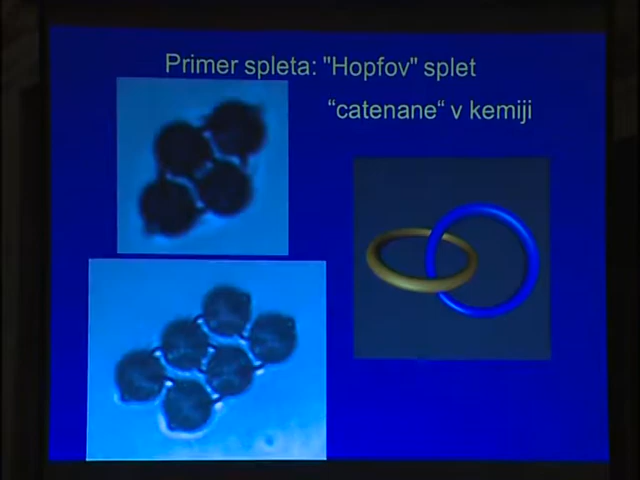 Primer spleta: "Hopfov" splet
“catenane“ v kemiji